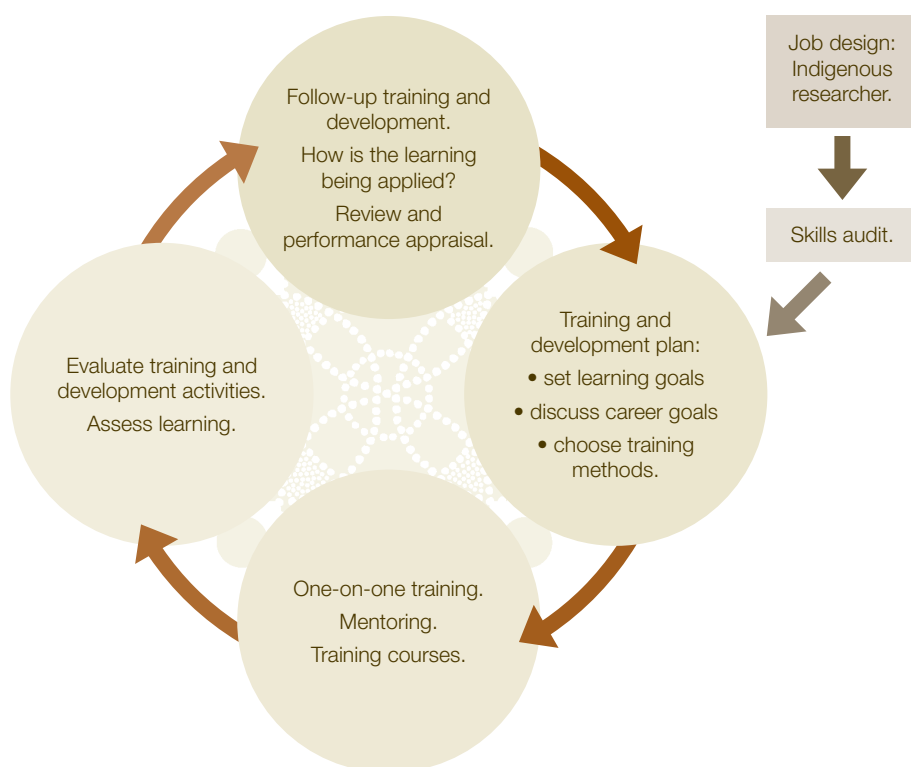 Job design:
Indigenous
researcher.
Skills audit.
Follow-up training and
development.
How is the learning
being applied?
Review and
performance appraisal.
Training and
development plan:
• set learning goals
• discuss career goals
• choose training
methods.
One-on-one training.
Mentoring.
Training courses.
Evaluate training and
development activities.
Assess learning.